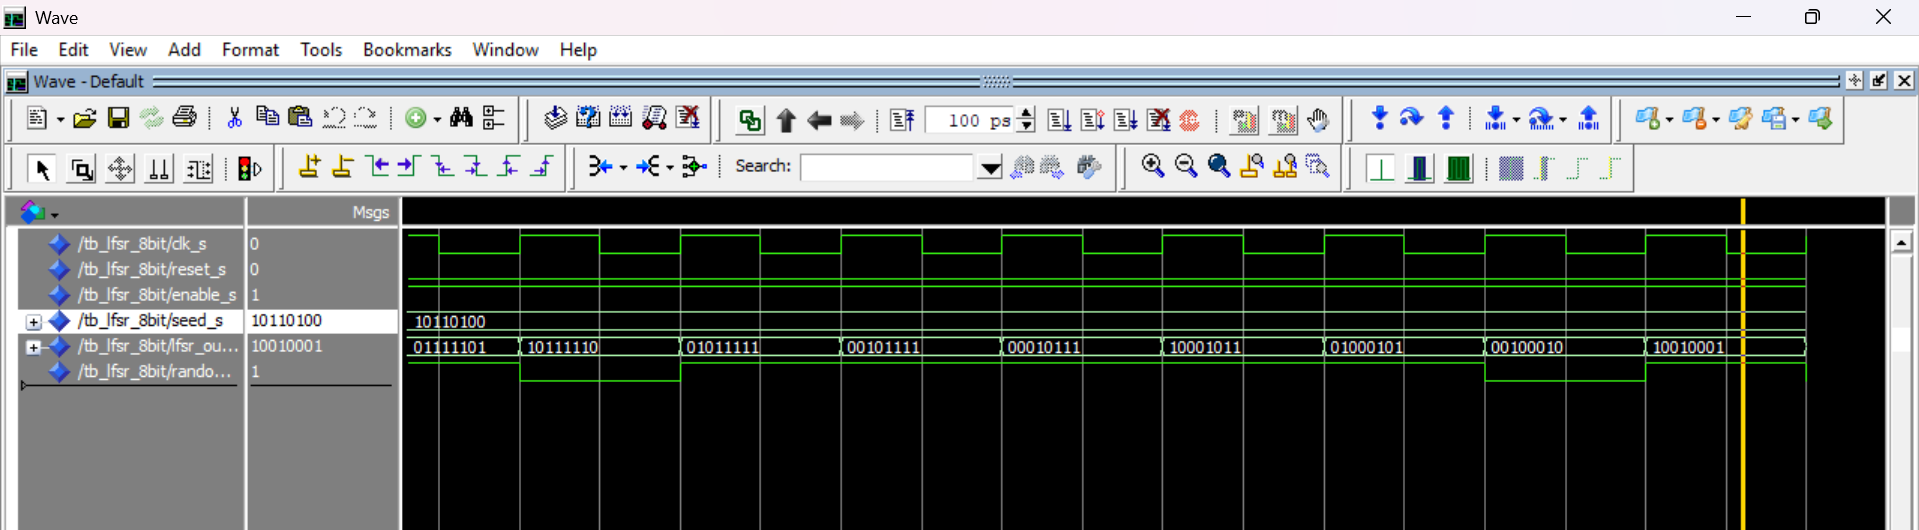 Wave
File Edit View Add Format Tools Bookmarks Window Help
Wave - Default
100 ps
Search:
Msgs
/tb_lfsr_8bit/clk_s 0
/tb_lfsr_8bit/reset_s 0
/tb_lfsr_8bit/enable_s 1
/tb_lfsr_8bit/seed_s 10110100 10110100
/tb_lfsr_8bit/lfsr_ou... 10010001 01111101 10111110 01011111 00101111 00010111 10001011 01000101 00100010 10010001
/tb_lfsr_8bit/rando... 1